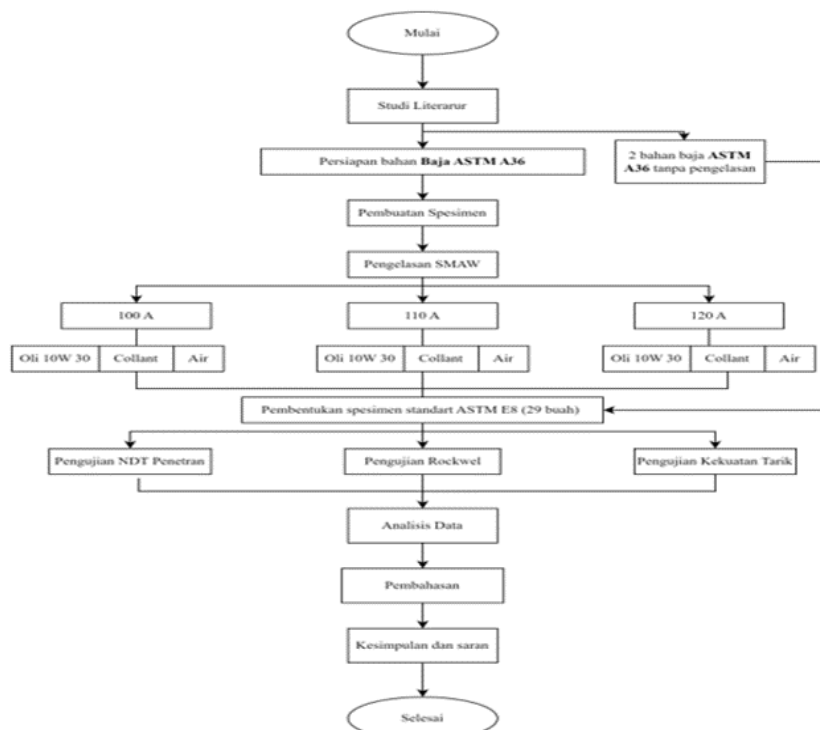 Mulai
Studi Literarur
Persiapan bahan Baja ASTM A36
2 bahan baja ASTM
A36 tanpa pengelasan
Pembuatan Spesimen
Pengelasan SMAW
100 A
110 A
120 A
Oli 10W 30 Collant Air
Oli 10W 30 Collant Air
Oli 10W 30 Collant Air
Pembentukan spesimen standart ASTM E8 (29 buah)
Pengujian NDT Penetran
Pengujian Rockwel
Pengujian Kekuatan Tarik
Analisis Data
Pembahasan
Kesimpulan dan saran
Selesai